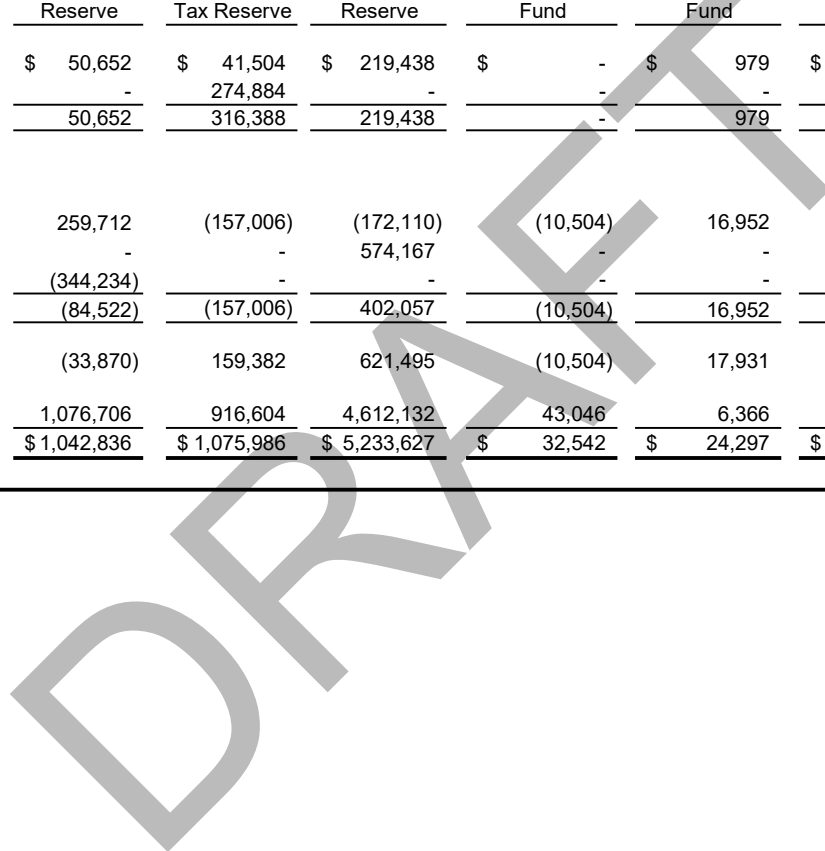 Reserve Tax Reserve Reserve Fund Fund
$ 50,652 $ 41,504 $ 219,438 $ - $ 979 $
- 274,884 - - -
50,652 316,388 219,438 - 979
259,712 (157,006) (172,110) (10,504) 16,952
- - 574,167 - -
(344,234) - - - -
(84,522) (157,006) 402,057 (10,504) 16,952
(33,870) 159,382 621,495 (10,504) 17,931
1,076,706 916,604 4,612,132 43,046 6,366
$ 1,042,836 $ 1,075,986 $ 5,233,627 $ 32,542 $ 24,297 $
DRAFT